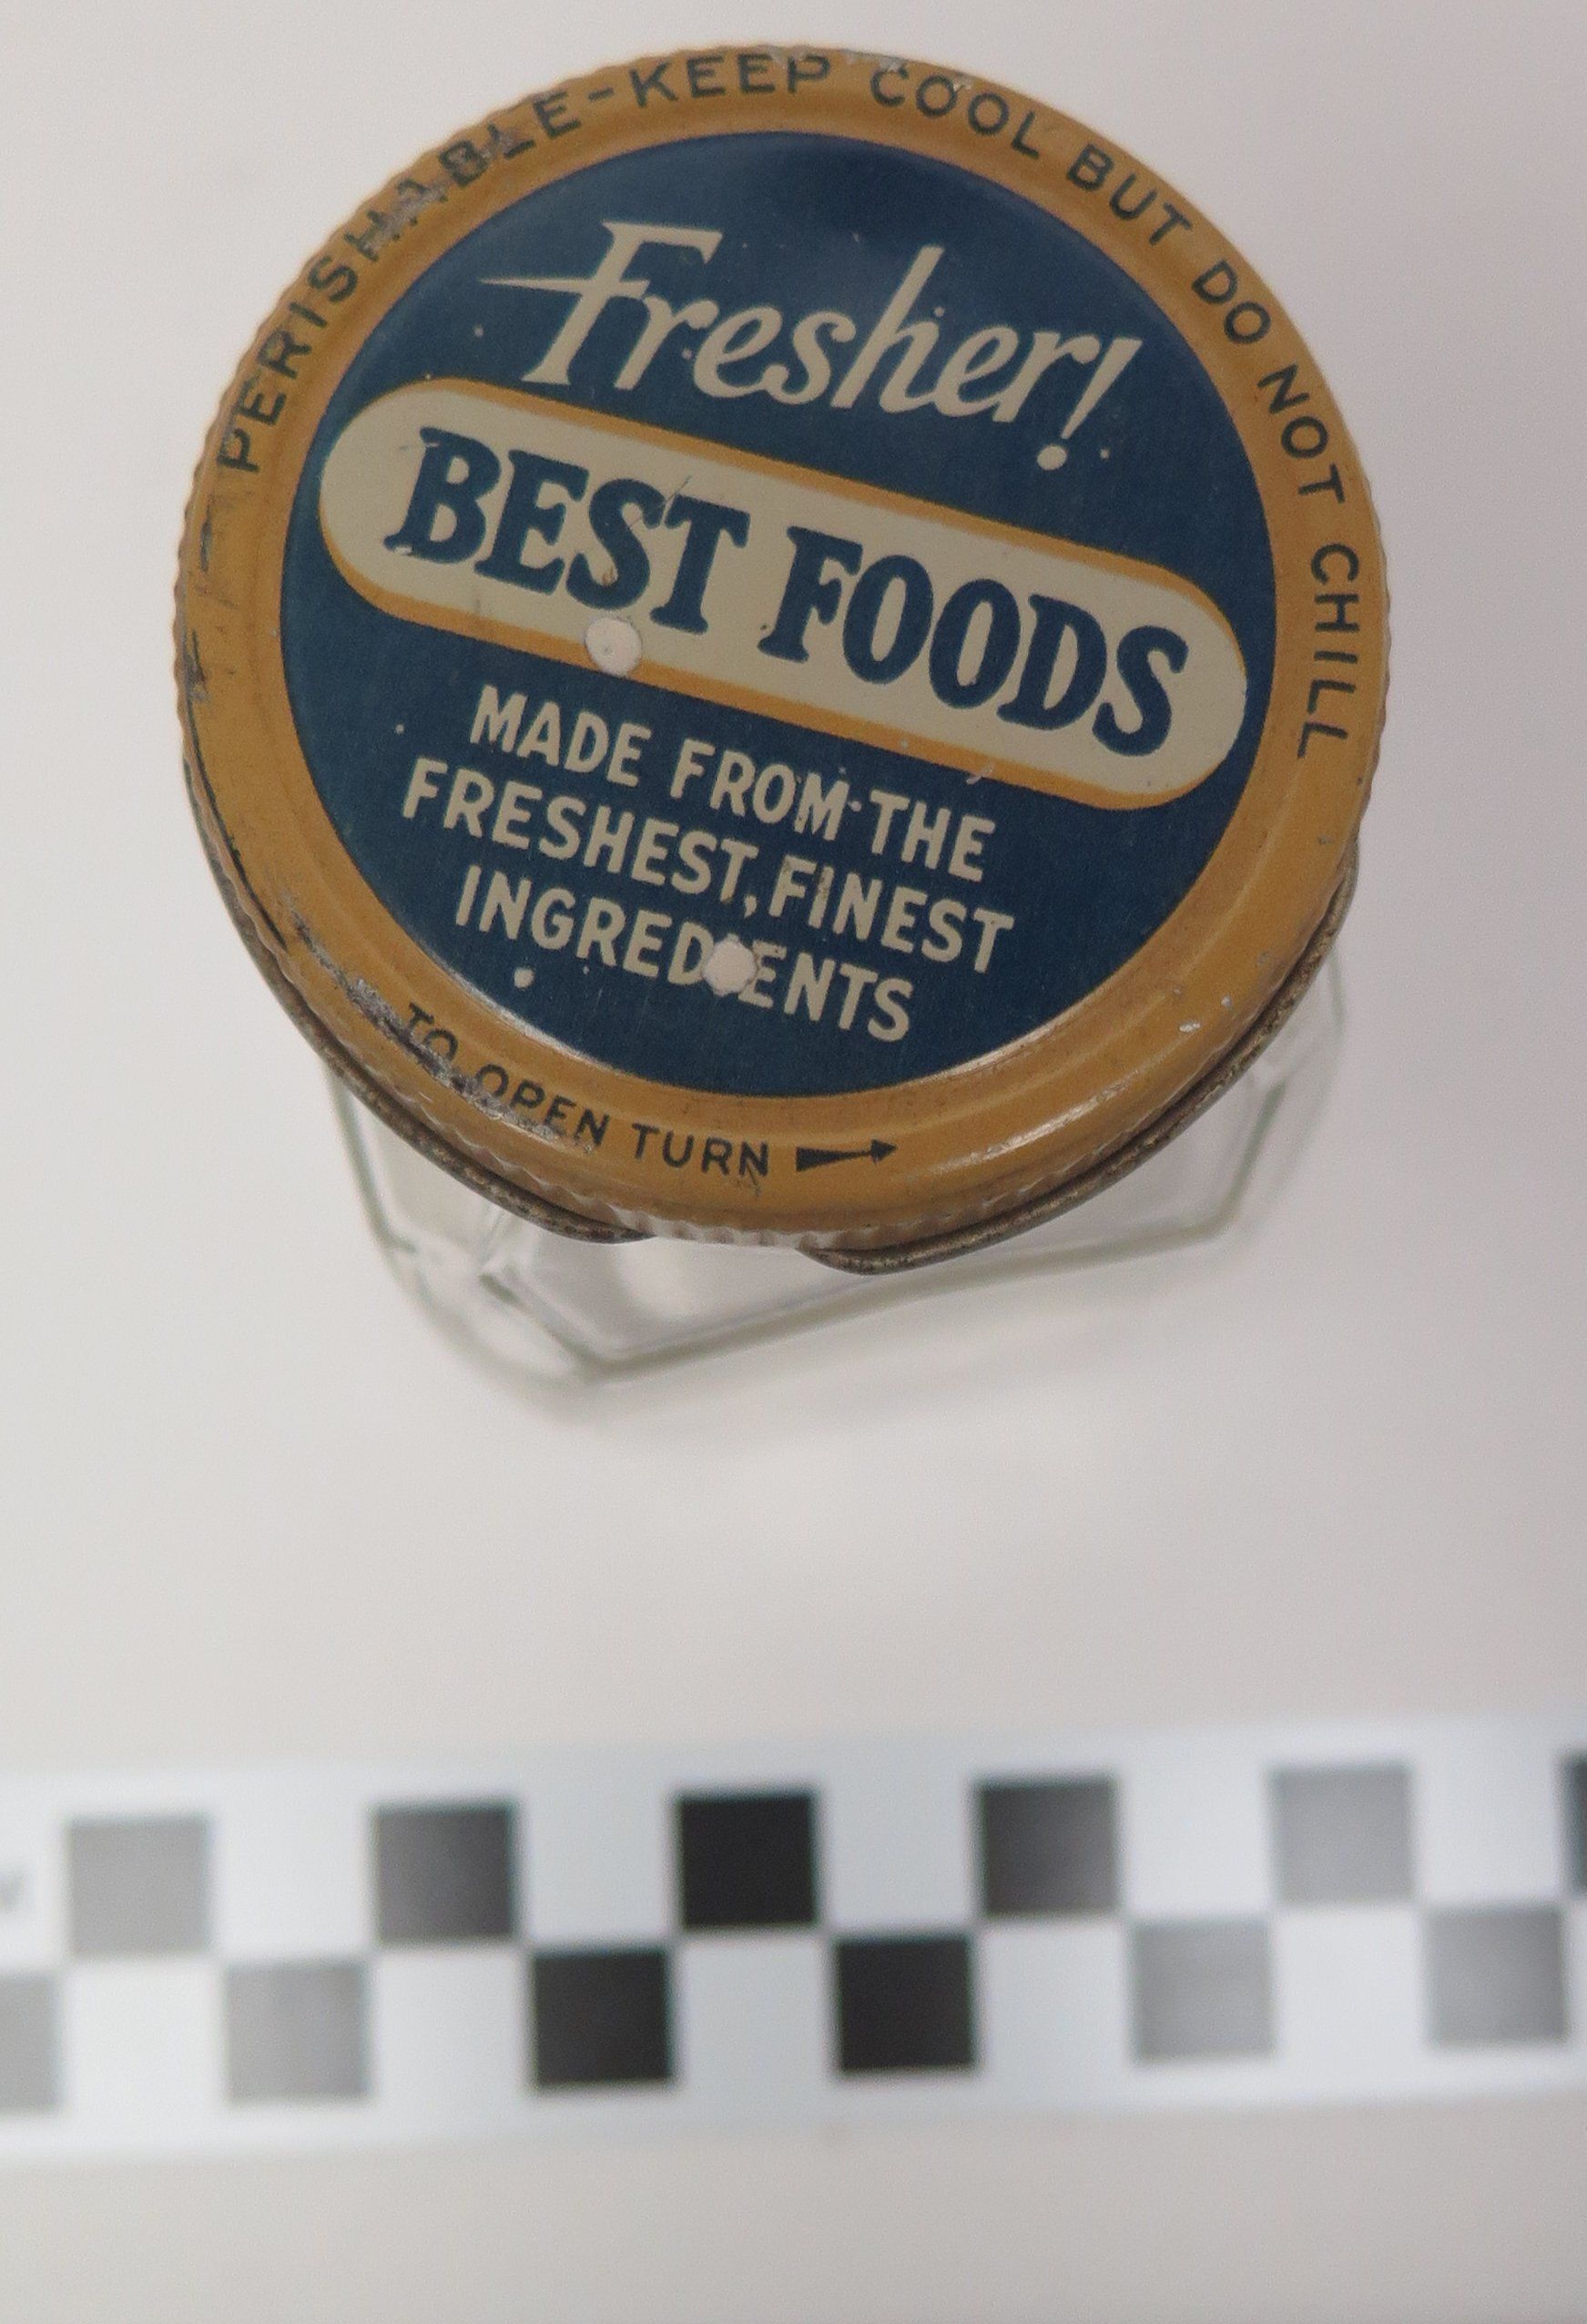 PERISHABLE-KEEP COOL BUT DO NOT CHILL
Fresher!
BEST FOODS
MADE FROM THE
FRESHEST, FINEST
INGREDIENTS
TO OPEN TURN